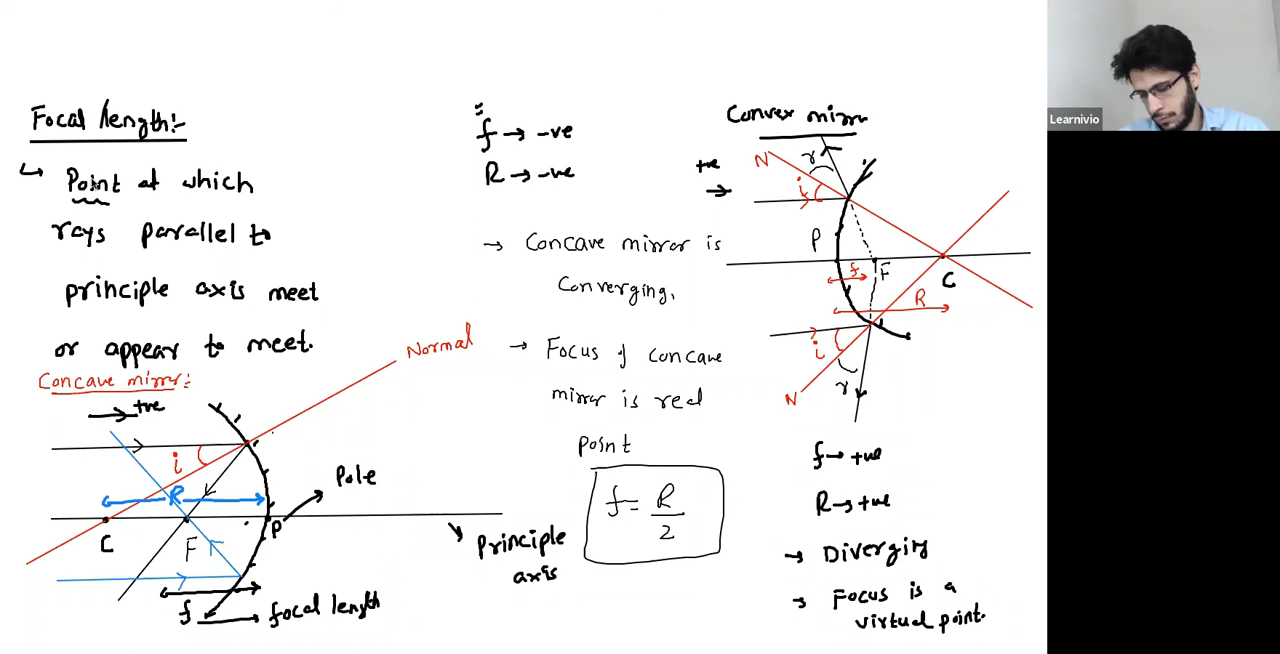 Focal length:-
↳ Point at which
rays parallel to
principle axis meet
or appear to meet.
Concave mirror:
→ +ve
Normal
i
R
Pole
C
F
P
f
→ focal length
Principle
axis
f → -ve
R → -ve
→ Concave mirror is
Converging,
→ Focus of concave
mirror is real
point
f = R
2
Convex mirror
+ve
→
N
r
i
P
F
f
C
R
i
r
N
f → +ve
R → +ve
→ Diverging
→ Focus is a
virtual point.
Learnivio